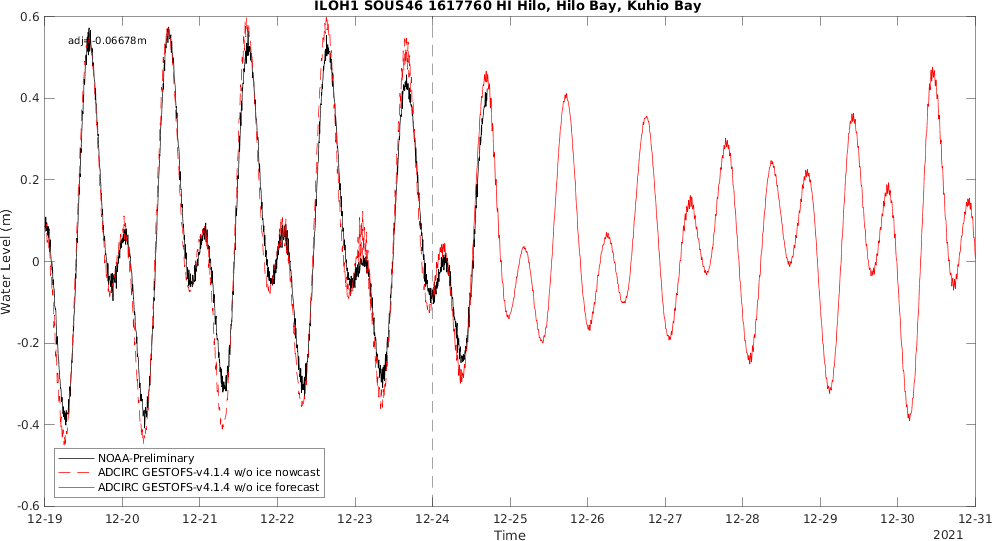 ILOH1 SOUS46 1617760 HI Hilo, Hilo Bay, Kuhio Bay
adj=-0.06678m
0.6
0.4
0.2
0
-0.2
-0.4
-0.6
Water Level (m)
NOAA-Preliminary
ADCIRC GESTOFS-v4.1.4 w/o ice nowcast
ADCIRC GESTOFS-v4.1.4 w/o ice forecast
12-19 12-20 12-21 12-22 12-23 12-24 12-25 12-26 12-27 12-28 12-29 12-30 12-31
Time
2021